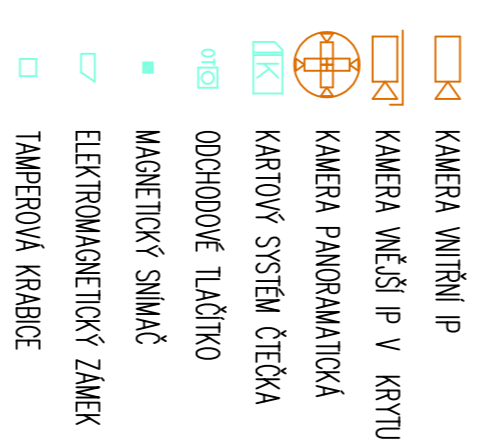 KAMERA VNITŘNÍ IP
KAMERA VNĚJŠÍ IP V KRYTU
KAMERA PANORAMATICKÁ
K KARTOVÝ SYSTÉM ČTEČKA
OT ODCHODOVÉ TLAČÍTKO
MAGNETICKÝ SNÍMAČ
ELEKTROMAGNETICKÝ ZÁMEK
TAMPEROVÁ KRABICE